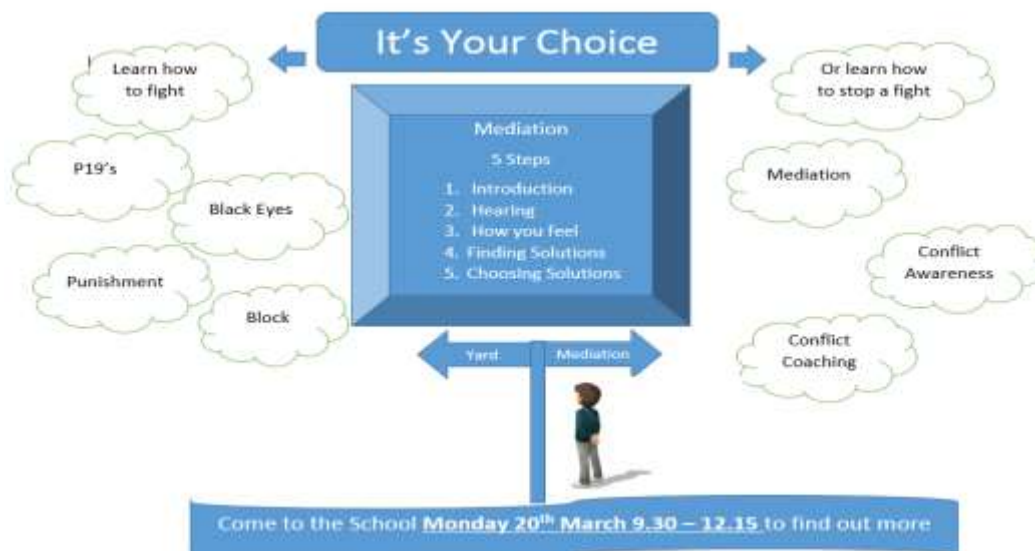 It's Your Choice
Learn how
to fight
Or learn how
to stop a fight
P19's
Black Eyes
Punishment
Block
Mediation
5 Steps
1. Introduction
2. Hearing
3. How you feel
4. Finding Solutions
5. Choosing Solutions
Mediation
Conflict
Awareness
Conflict
Coaching
Yard
Mediation
Come to the School Monday 20th March 9.30 – 12.15 to find out more